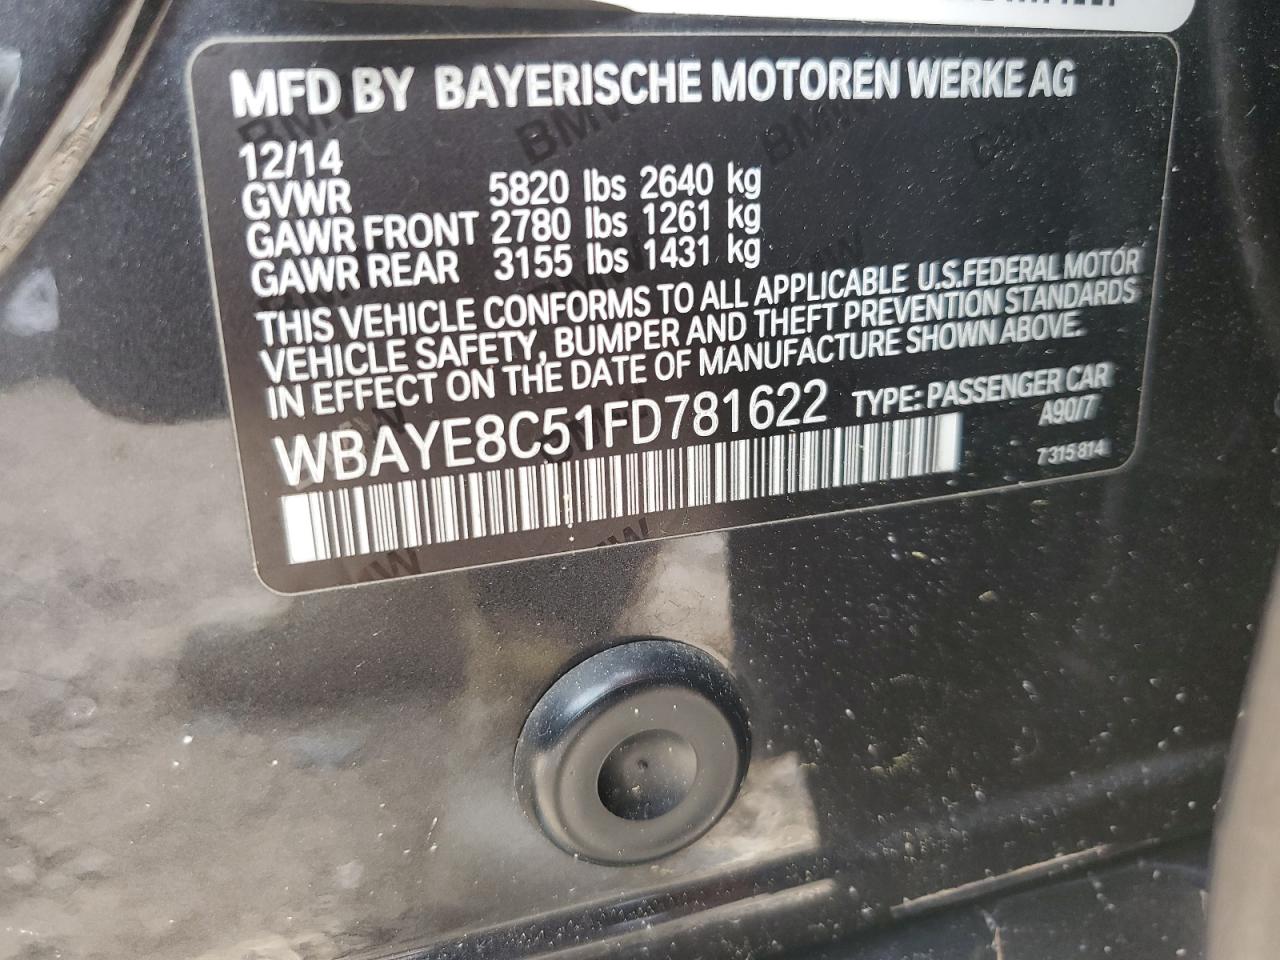 MFD BY BAYERISCHE MOTOREN WERKE AG
12/14
GVWR 5820 lbs 2640 kg
GAWR FRONT 2780 lbs 1261 kg
GAWR REAR 3155 lbs 1431 kg
THIS VEHICLE CONFORMS TO ALL APPLICABLE U.S.FEDERAL MOTOR
VEHICLE SAFETY, BUMPER AND THEFT PREVENTION STANDARDS
IN EFFECT ON THE DATE OF MANUFACTURE SHOWN ABOVE.
WBAYE8C51FD781622 TYPE: PASSENGER CAR
A90/7
7 315 814